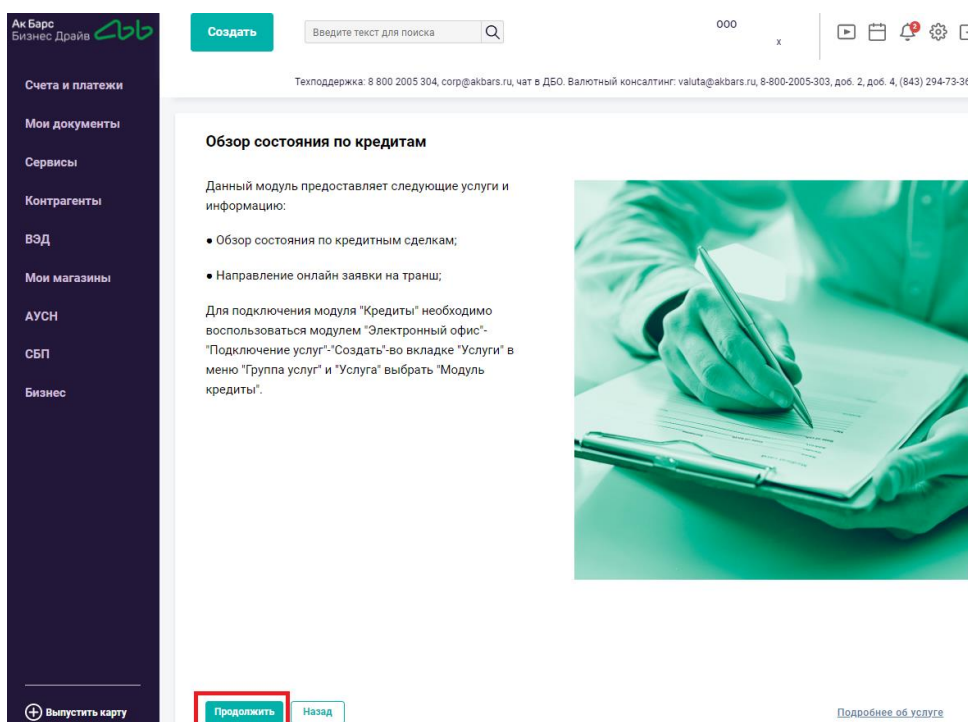 Ак Барс
Бизнес Драйв
Создать
Введите текст для поиска
ООО
x
2
Техподдержка: 8 800 2005 304, corp@akbars.ru, чат в ДБО. Валютный консалтинг: valuta@akbars.ru, 8-800-2005-303, доб. 2, доб. 4, (843) 294-73-36
Счета и платежи
Мои документы
Сервисы
Контрагенты
ВЭД
Мои магазины
АУСН
СБП
Бизнес
Выпустить карту
Обзор состояния по кредитам
Данный модуль предоставляет следующие услуги и
информацию:
● Обзор состояния по кредитным сделкам;
● Направление онлайн заявки на транш;
Для подключения модуля "Кредиты" необходимо
воспользоваться модулем "Электронный офис"-
"Подключение услуг"-"Создать"-во вкладке "Услуги" в
меню "Группа услуг" и "Услуга" выбрать "Модуль
кредиты".
Продолжить
Назад
Подробнее об услуге